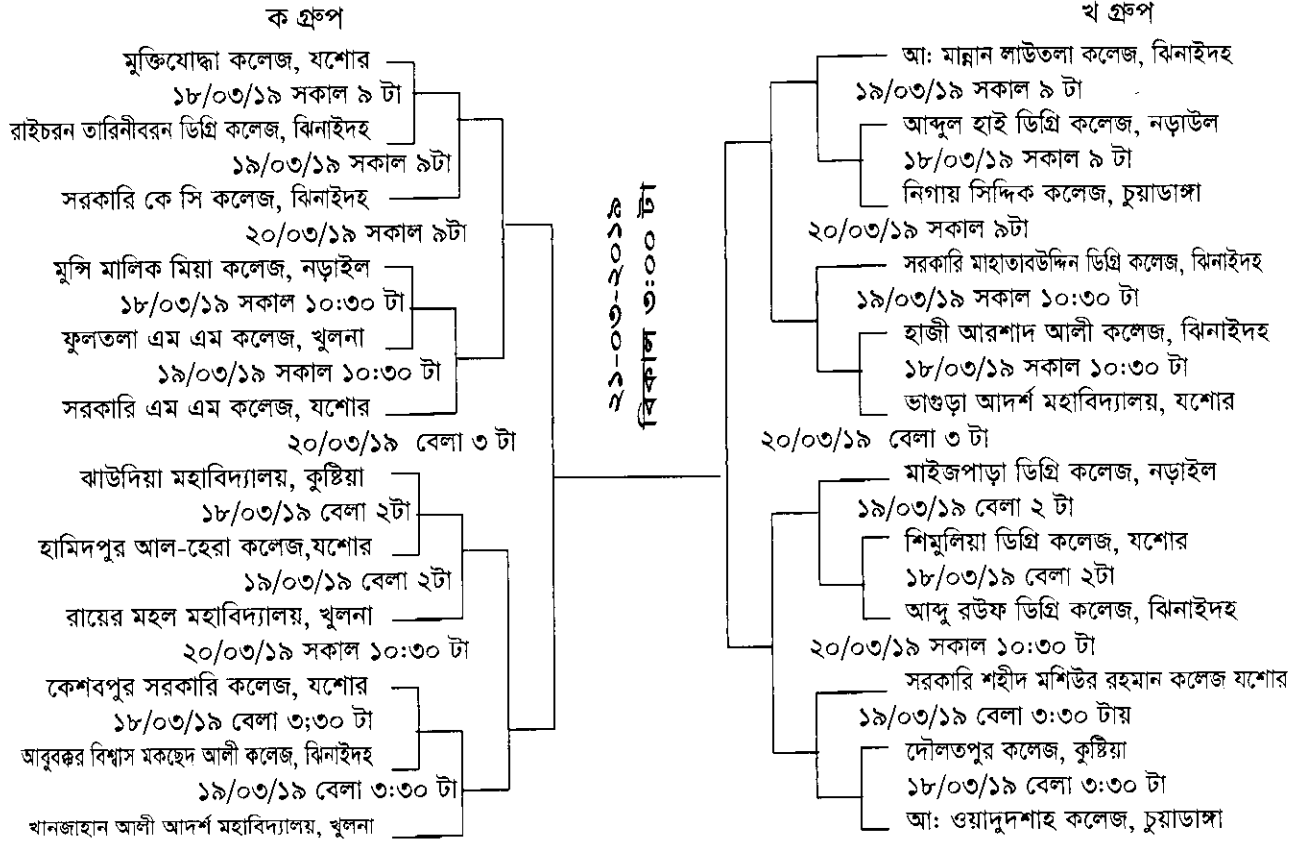 ক গ্রুপ
মুক্তিযোদ্ধা কলেজ, যশোর
১৮/০৩/১৯ সকাল ৯ টা
রাইচরন তারিনীবরন ডিগ্রি কলেজ, ঝিনাইদহ
১৯/০৩/১৯ সকাল ৯টা
সরকারি কে সি কলেজ, ঝিনাইদহ
২০/০৩/১৯ সকাল ৯টা
মুন্সি মালিক মিয়া কলেজ, নড়াইল
১৮/০৩/১৯ সকাল ১০:৩০ টা
ফুলতলা এম এম কলেজ, খুলনা
১৯/০৩/১৯ সকাল ১০:৩০ টা
সরকারি এম এম কলেজ, যশোর
২০/০৩/১৯ বেলা ৩ টা
ঝাউদিয়া মহাবিদ্যালয়, কুষ্টিয়া
১৮/০৩/১৯ বেলা ২টা
হামিদপুর আল-হেরা কলেজ,যশোর
১৯/০৩/১৯ বেলা ২টা
রায়ের মহল মহাবিদ্যালয়, খুলনা
২০/০৩/১৯ সকাল ১০:৩০ টা
কেশবপুর সরকারি কলেজ, যশোর
১৮/০৩/১৯ বেলা ৩;৩০ টা
আবুবক্কর বিশ্বাস মকছেদ আলী কলেজ, ঝিনাইদহ
১৯/০৩/১৯ বেলা ৩:৩০ টা
খানজাহান আলী আদর্শ মহাবিদ্যালয়, খুলনা
২১-০৩-২০১৯
বিকাল ৩:০০ টা
খ গ্রুপ
আ: মান্নান লাউতলা কলেজ, ঝিনাইদহ
১৯/০৩/১৯ সকাল ৯ টা
আব্দুল হাই ডিগ্রি কলেজ, নড়াউল
১৮/০৩/১৯ সকাল ৯ টা
নিগায় সিদ্দিক কলেজ, চুয়াডাঙ্গা
২০/০৩/১৯ সকাল ৯টা
সরকারি মাহাতাবউদ্দিন ডিগ্রি কলেজ, ঝিনাইদহ
১৯/০৩/১৯ সকাল ১০:৩০ টা
হাজী আরশাদ আলী কলেজ, ঝিনাইদহ
১৮/০৩/১৯ সকাল ১০:৩০ টা
ভাগুড়া আদর্শ মহাবিদ্যালয়, যশোর
২০/০৩/১৯ বেলা ৩ টা
মাইজপাড়া ডিগ্রি কলেজ, নড়াইল
১৯/০৩/১৯ বেলা ২ টা
শিমুলিয়া ডিগ্রি কলেজ, যশোর
১৮/০৩/১৯ বেলা ২টা
আব্দু রউফ ডিগ্রি কলেজ, ঝিনাইদহ
২০/০৩/১৯ সকাল ১০:৩০ টা
সরকারি শহীদ মশিউর রহমান কলেজ যশোর
১৯/০৩/১৯ বেলা ৩:৩০ টায়
দৌলতপুর কলেজ, কুষ্টিয়া
১৮/০৩/১৯ বেলা ৩:৩০ টা
আ: ওয়াদুদশাহ কলেজ, চুয়াডাঙ্গা